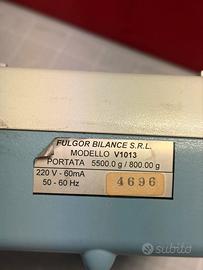 FULGOR BILANCE S.R.L.
MODELLO V1013
PORTATA 5500.0 g / 800.00 g
220 V - 60mA
50 - 60 Hz
4696
subito